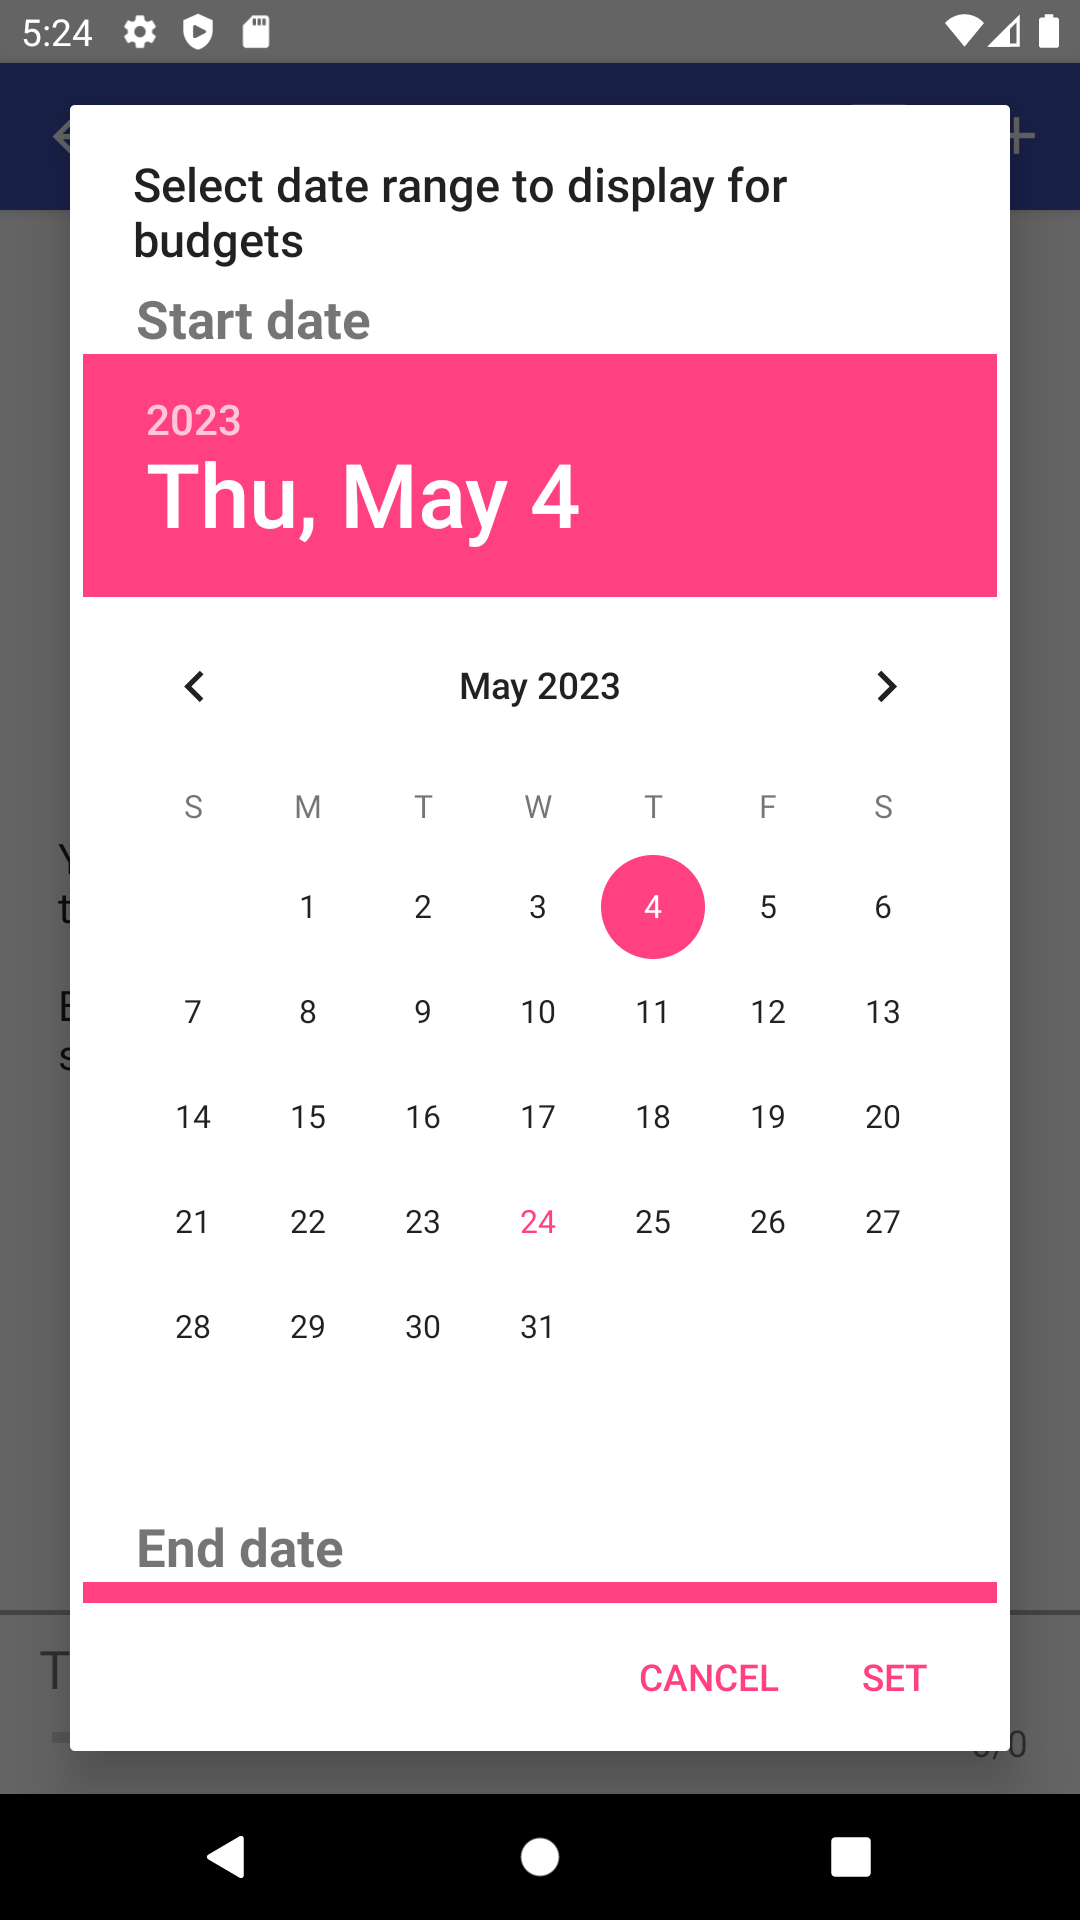 5:24
Select date range to display for
budgets
Start date
2023
Thu, May 4
May 2023
S M T W T F S
1 2 3 4 5 6
7 8 9 10 11 12 13
14 15 16 17 18 19 20
21 22 23 24 25 26 27
28 29 30 31
End date
CANCEL SET